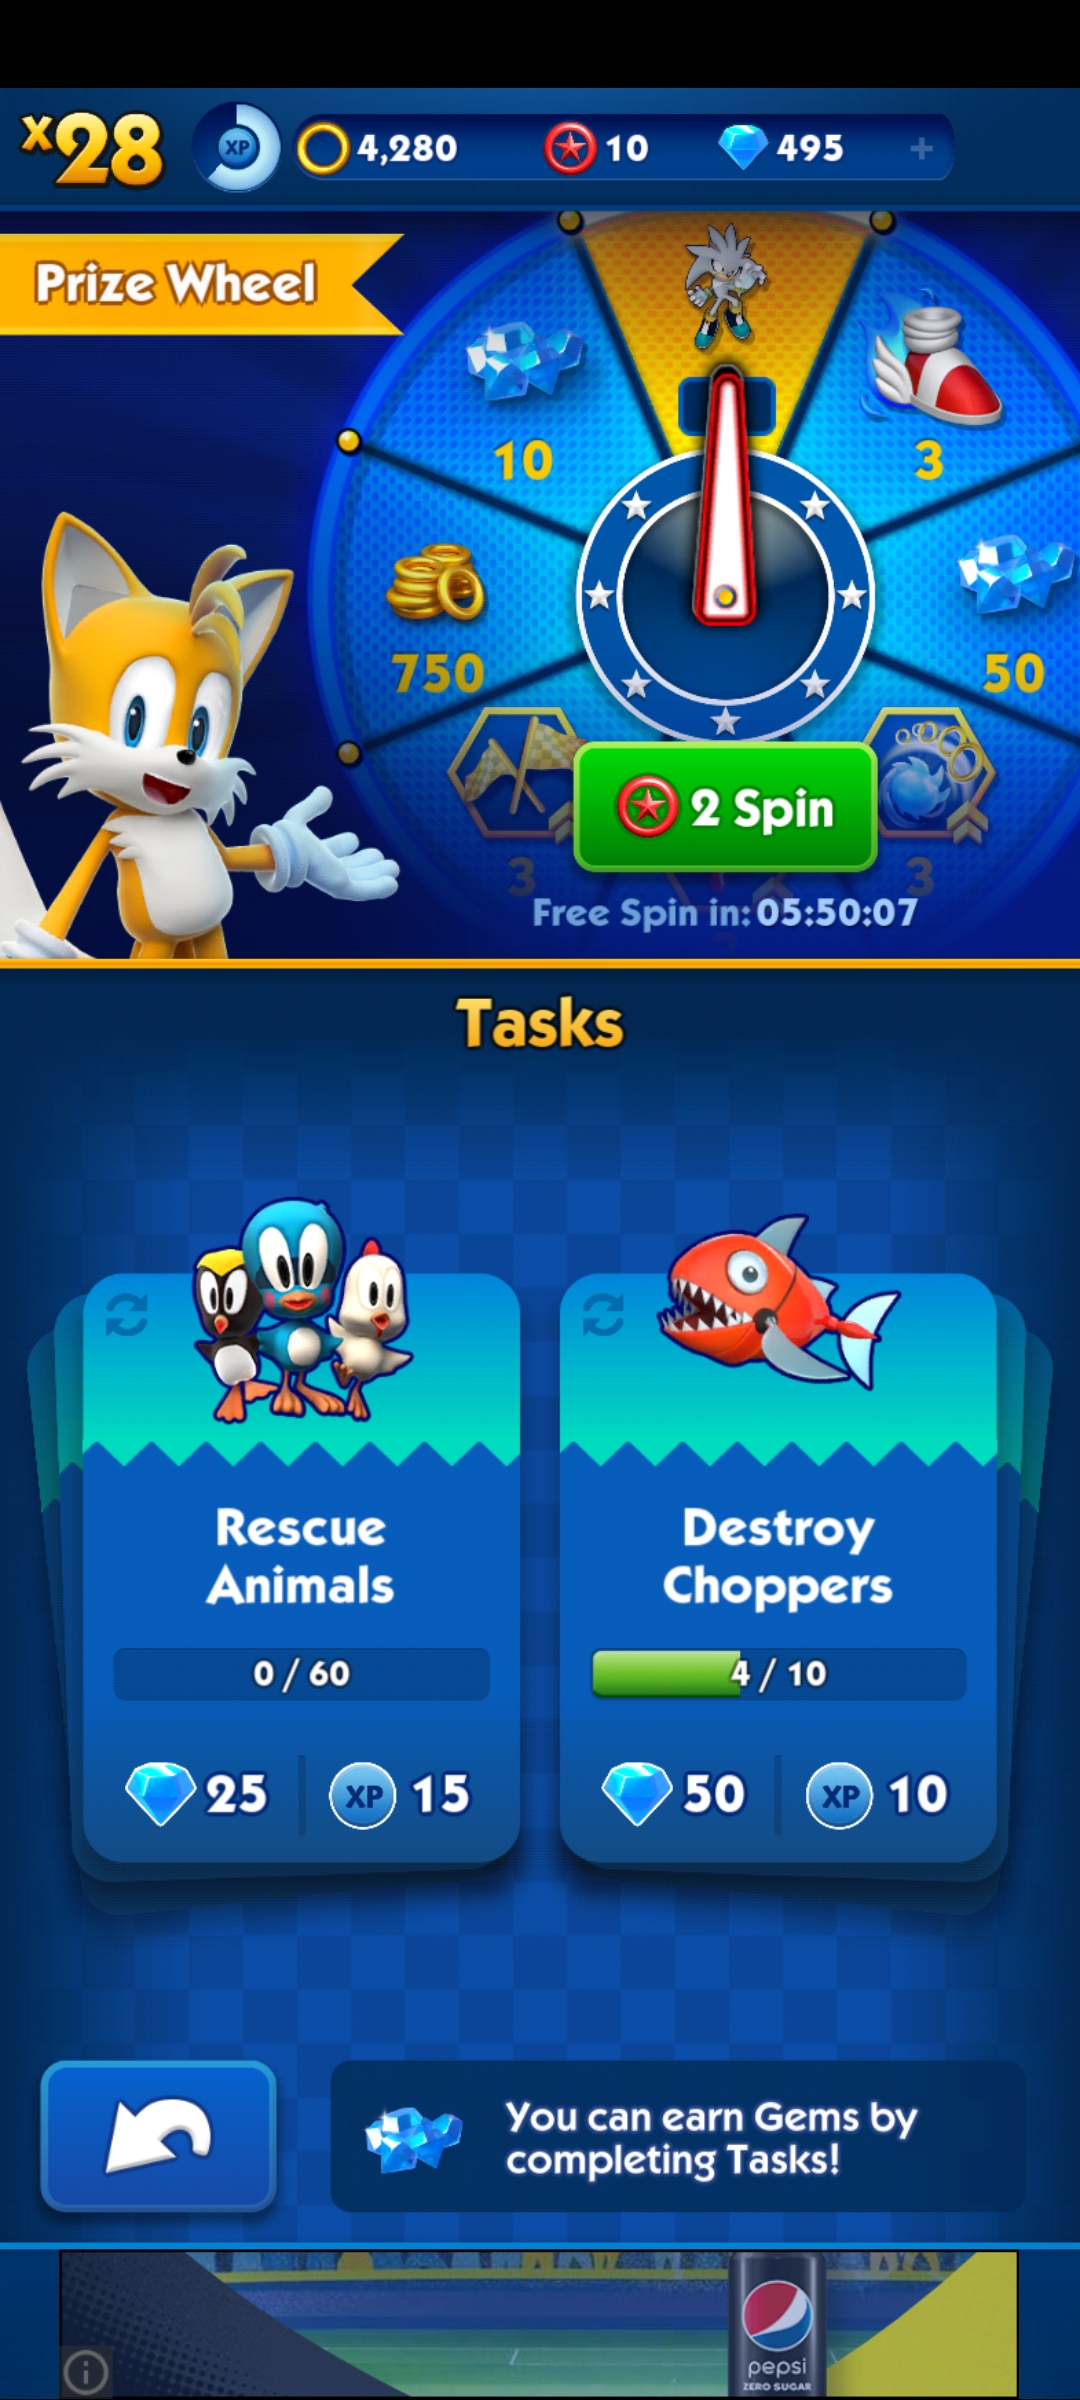 x28
XP
4,280
10
495
+
Prize Wheel
10
3
750
50
3
3
2 Spin
Free Spin in: 05:50:07
Tasks
Rescue
Animals
0 / 60
25
XP
15
Destroy
Choppers
4 / 10
50
XP
10
You can earn Gems by
completing Tasks!
pepsi
ZERO SUGAR